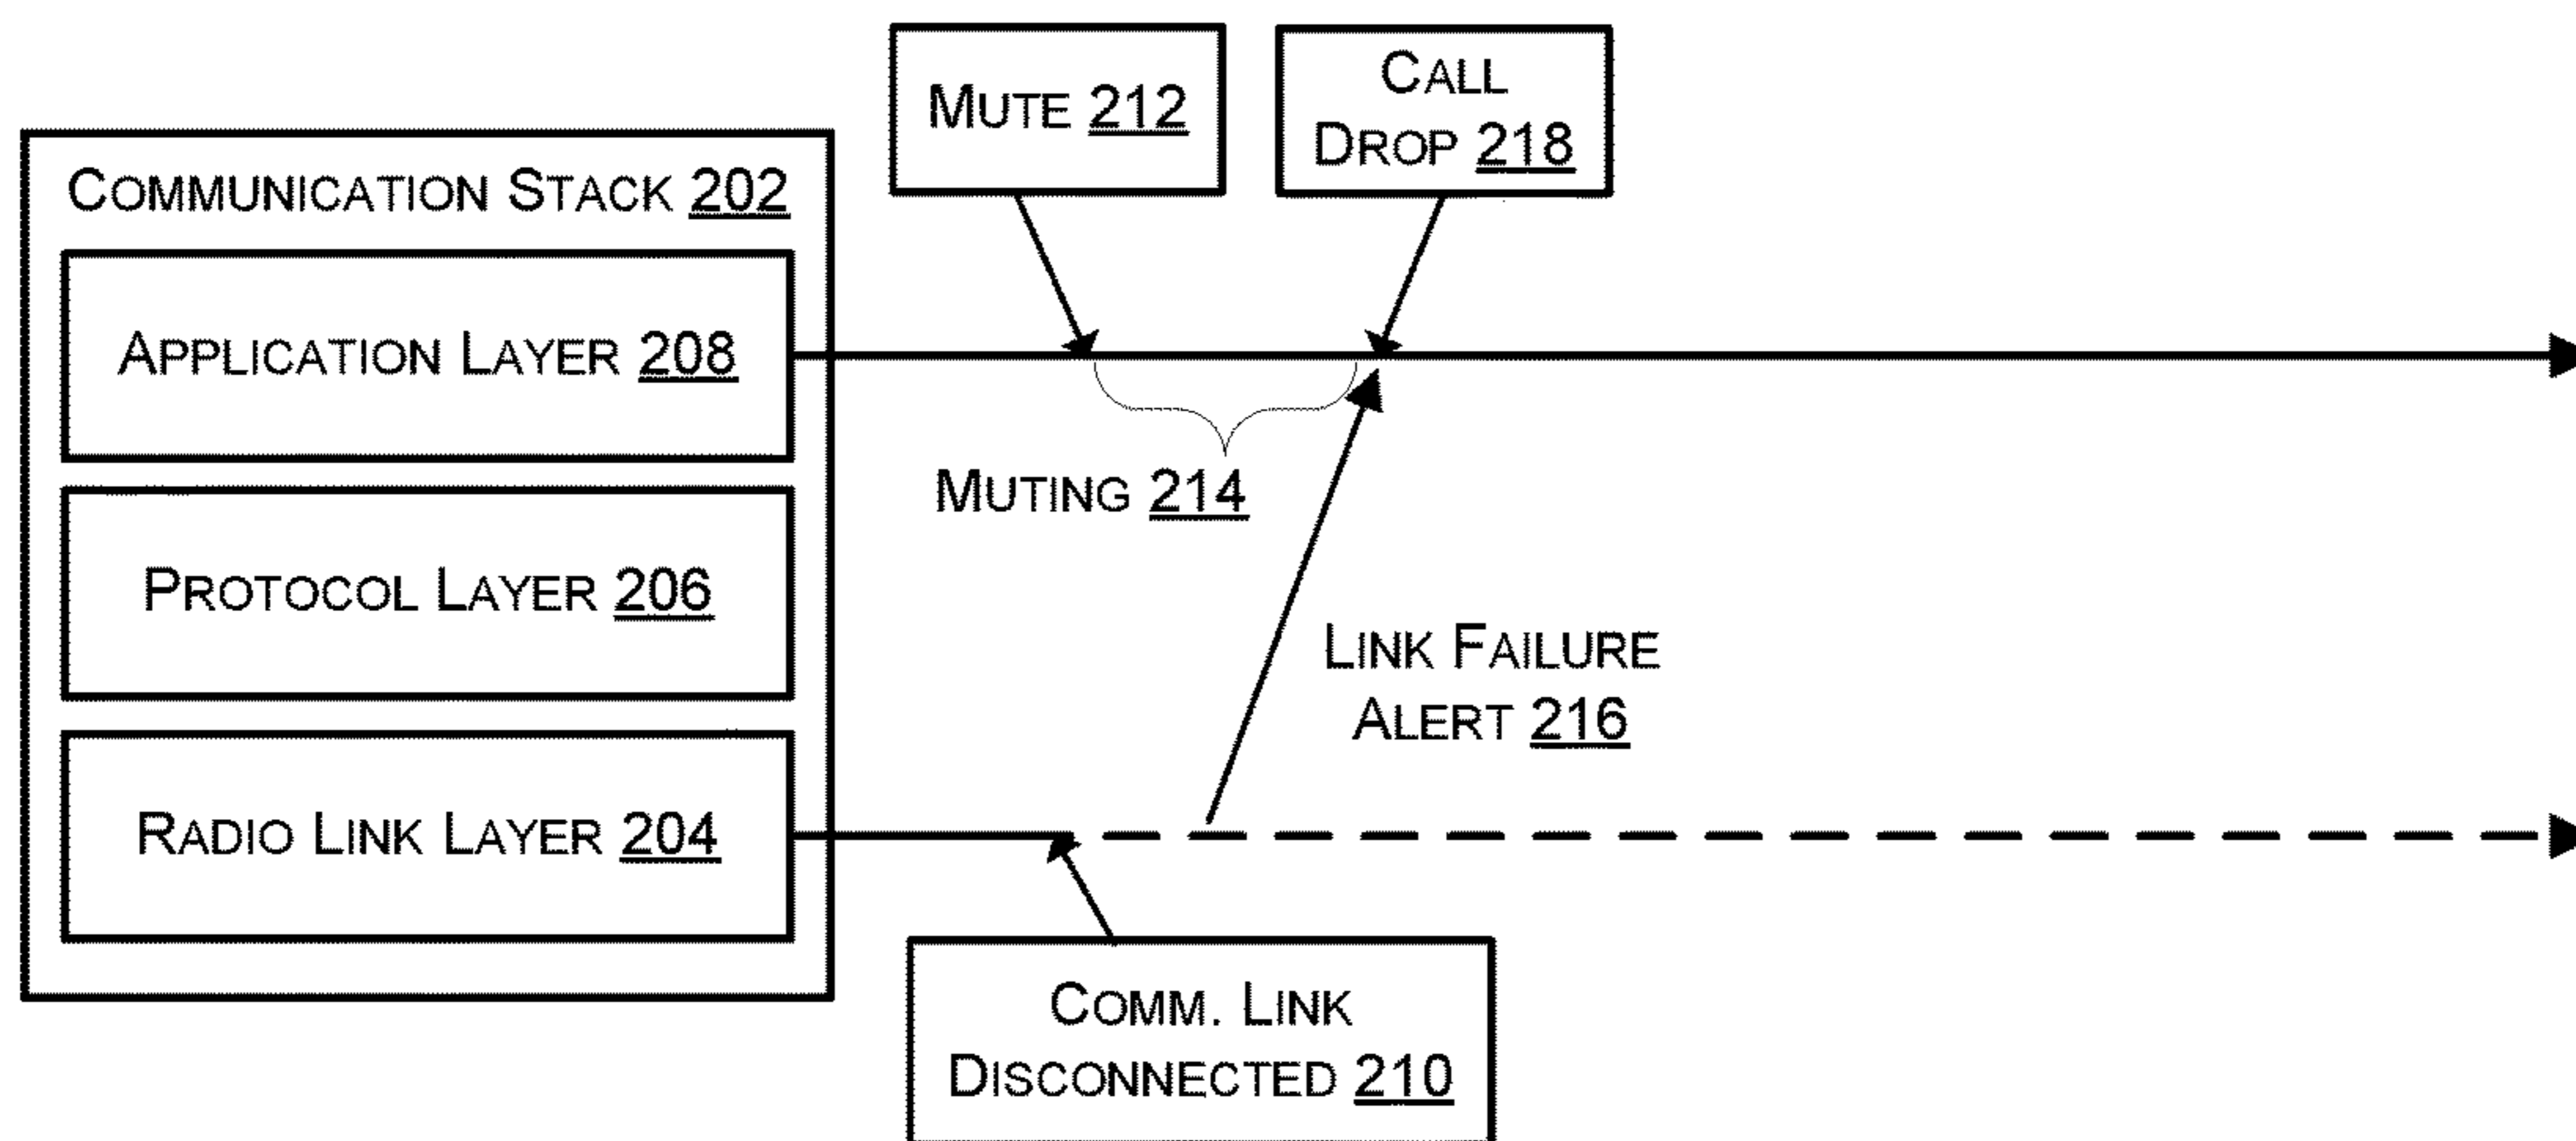 MUTE 212
CALL
DROP 218
COMMUNICATION STACK 202
APPLICATION LAYER 208
MUTING 214
PROTOCOL LAYER 206
LINK FAILURE
ALERT 216
RADIO LINK LAYER 204
COMM. LINK
DISCONNECTED 210